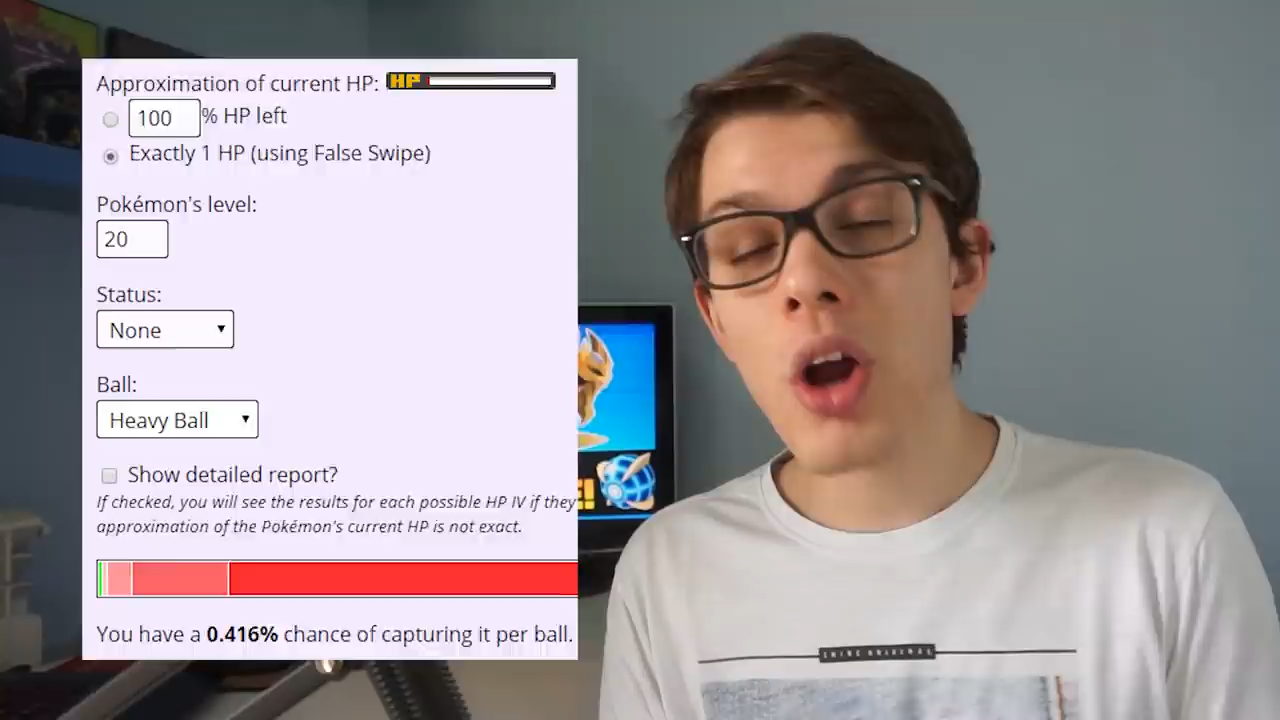 Approximation of current HP: HP
100 % HP left
Exactly 1 HP (using False Swipe)
Pokémon's level:
20
Status:
None
Ball:
Heavy Ball
Show detailed report?
If checked, you will see the results for each possible HP IV if they
approximation of the Pokémon's current HP is not exact.
You have a 0.416% chance of capturing it per ball.